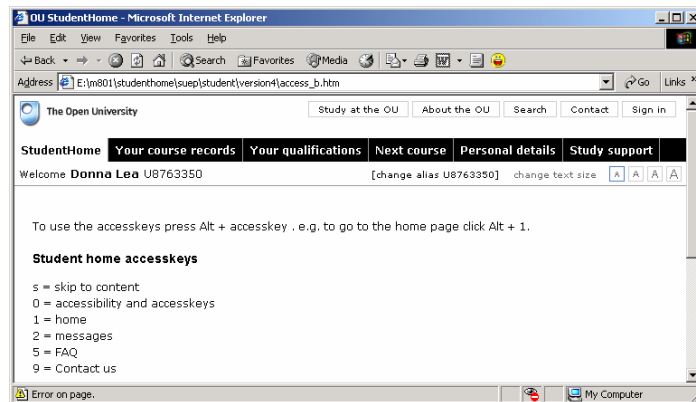 OU StudentHome - Microsoft Internet Explorer
File Edit View Favorites Tools Help
Back Search Favorites Media
Address E:\m801\studenthome\suep\student\version4\access_b.htm Go Links »
The Open University Study at the OU About the OU Search Contact Sign in
StudentHome Your course records Your qualifications Next course Personal details Study support
Welcome Donna Lea U8763350 [change alias U8763350] change text size A A A A
To use the accesskeys press Alt + accesskey . e.g. to go to the home page click Alt + 1.
Student home accesskeys
s = skip to content
0 = accessibility and accesskeys
1 = home
2 = messages
5 = FAQ
9 = Contact us
Error on page. My Computer